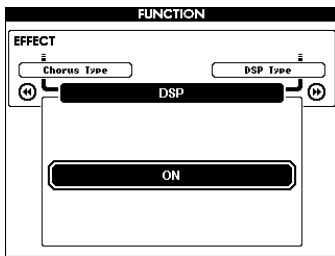 FUNCTION
EFFECT
Chorus Type
DSP Type
DSP
ON